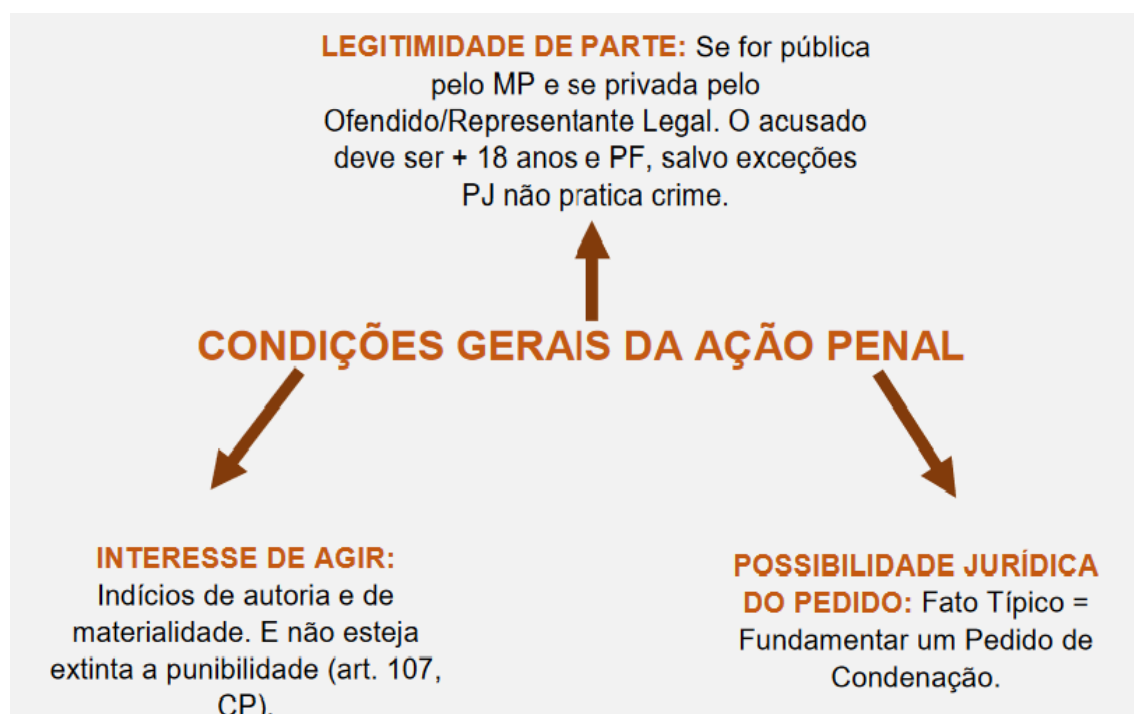 LEGITIMIDADE DE PARTE: Se for pública
pelo MP e se privada pelo
Ofendido/Representante Legal. O acusado
deve ser + 18 anos e PF, salvo exceções
PJ não pratica crime.
CONDIÇÕES GERAIS DA AÇÃO PENAL
INTERESSE DE AGIR:
Indícios de autoria e de
materialidade. E não esteja
extinta a punibilidade (art. 107,
CP).
POSSIBILIDADE JURÍDICA
DO PEDIDO: Fato Típico =
Fundamentar um Pedido de
Condenação.